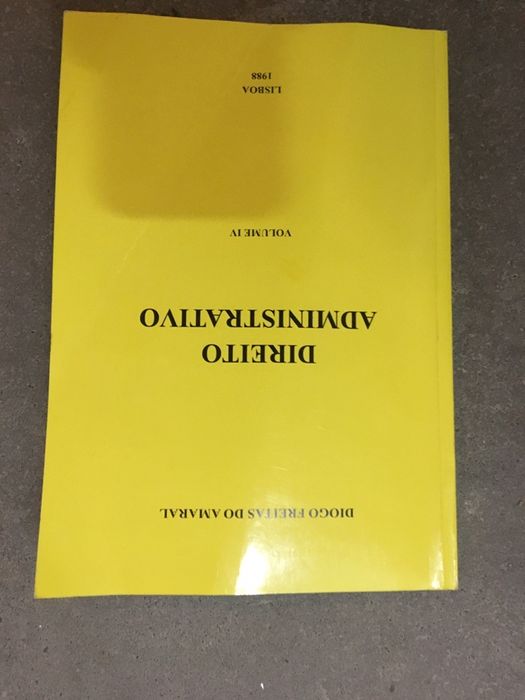 DIOGO FREITAS DO AMARAL
DIREITO
ADMINISTRATIVO
VOLUME IV
LISBOA
1988